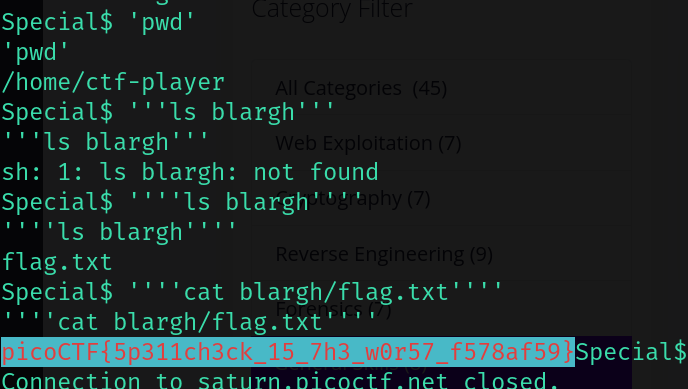 Special$ 'pwd'
'pwd'
/home/ctf-player
Special$ '''ls blargh'''
'''ls blargh'''
sh: 1: ls blargh: not found
Special$ ''''ls blargh''''
''''ls blargh''''
flag.txt
Special$ ''''cat blargh/flag.txt''''
''''cat blargh/flag.txt''''
picoCTF{5p311ch3ck_15_7h3_w0r57_f578af59}Special$
Connection to saturn.picoctf.net closed.
Category Filter
All Categories (45)
Web Exploitation (7)
Cryptography (7)
Reverse Engineering (9)
Forensics (7)